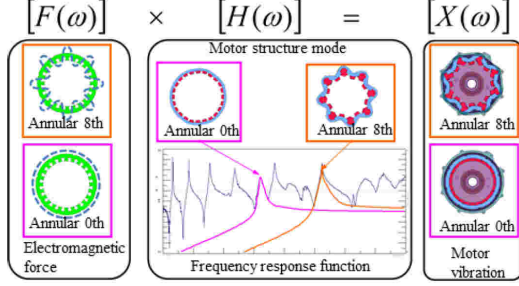 [F(ω)] × [H(ω)] = [X(ω)]
Motor structure mode
Annular 8th
Annular 0th
Electromagnetic
force
Annular 0th
Annular 8th
Frequency response function
Annular 8th
Annular 0th
Motor
vibration